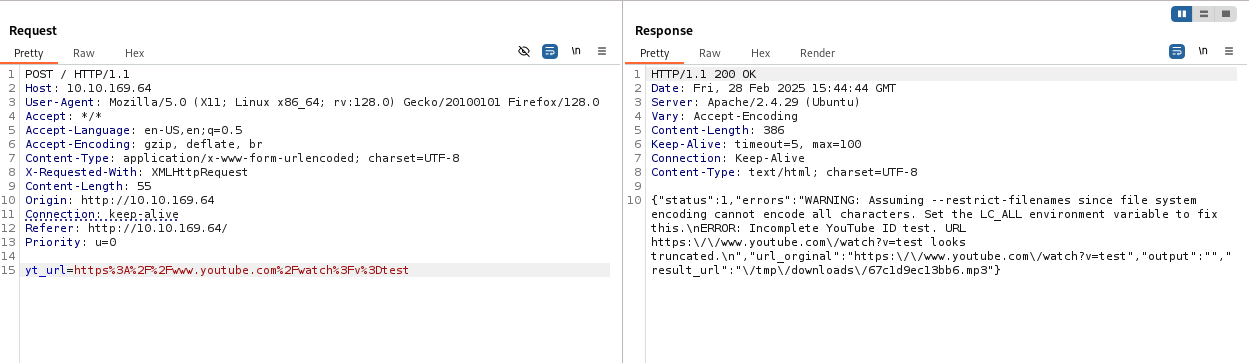 Request
Pretty Raw Hex \n
1 POST / HTTP/1.1
2 Host: 10.10.169.64
3 User-Agent: Mozilla/5.0 (X11; Linux x86_64; rv:128.0) Gecko/20100101 Firefox/128.0
4 Accept: */*
5 Accept-Language: en-US,en;q=0.5
6 Accept-Encoding: gzip, deflate, br
7 Content-Type: application/x-www-form-urlencoded; charset=UTF-8
8 X-Requested-With: XMLHttpRequest
9 Content-Length: 55
10 Origin: http://10.10.169.64
11 Connection: keep-alive
12 Referer: http://10.10.169.64/
13 Priority: u=0
14
15 yt_url=https%3A%2F%2Fwww.youtube.com%2Fwatch%3Fv%3Dtest
Response
Pretty Raw Hex Render \n
1 HTTP/1.1 200 OK
2 Date: Fri, 28 Feb 2025 15:44:44 GMT
3 Server: Apache/2.4.29 (Ubuntu)
4 Vary: Accept-Encoding
5 Content-Length: 386
6 Keep-Alive: timeout=5, max=100
7 Connection: Keep-Alive
8 Content-Type: text/html; charset=UTF-8
9
10 {"status":1,"errors":"WARNING: Assuming --restrict-filenames since file system
encoding cannot encode all characters. Set the LC_ALL environment variable to fix
this.\nERROR: Incomplete YouTube ID test. URL
https:\/\/www.youtube.com\/watch?v=test looks
truncated.\n","url_orginal":"https:\/\/www.youtube.com\/watch?v=test","output":"","
result_url":"\/tmp\/downloads\/67c1d9ec13bb6.mp3"}